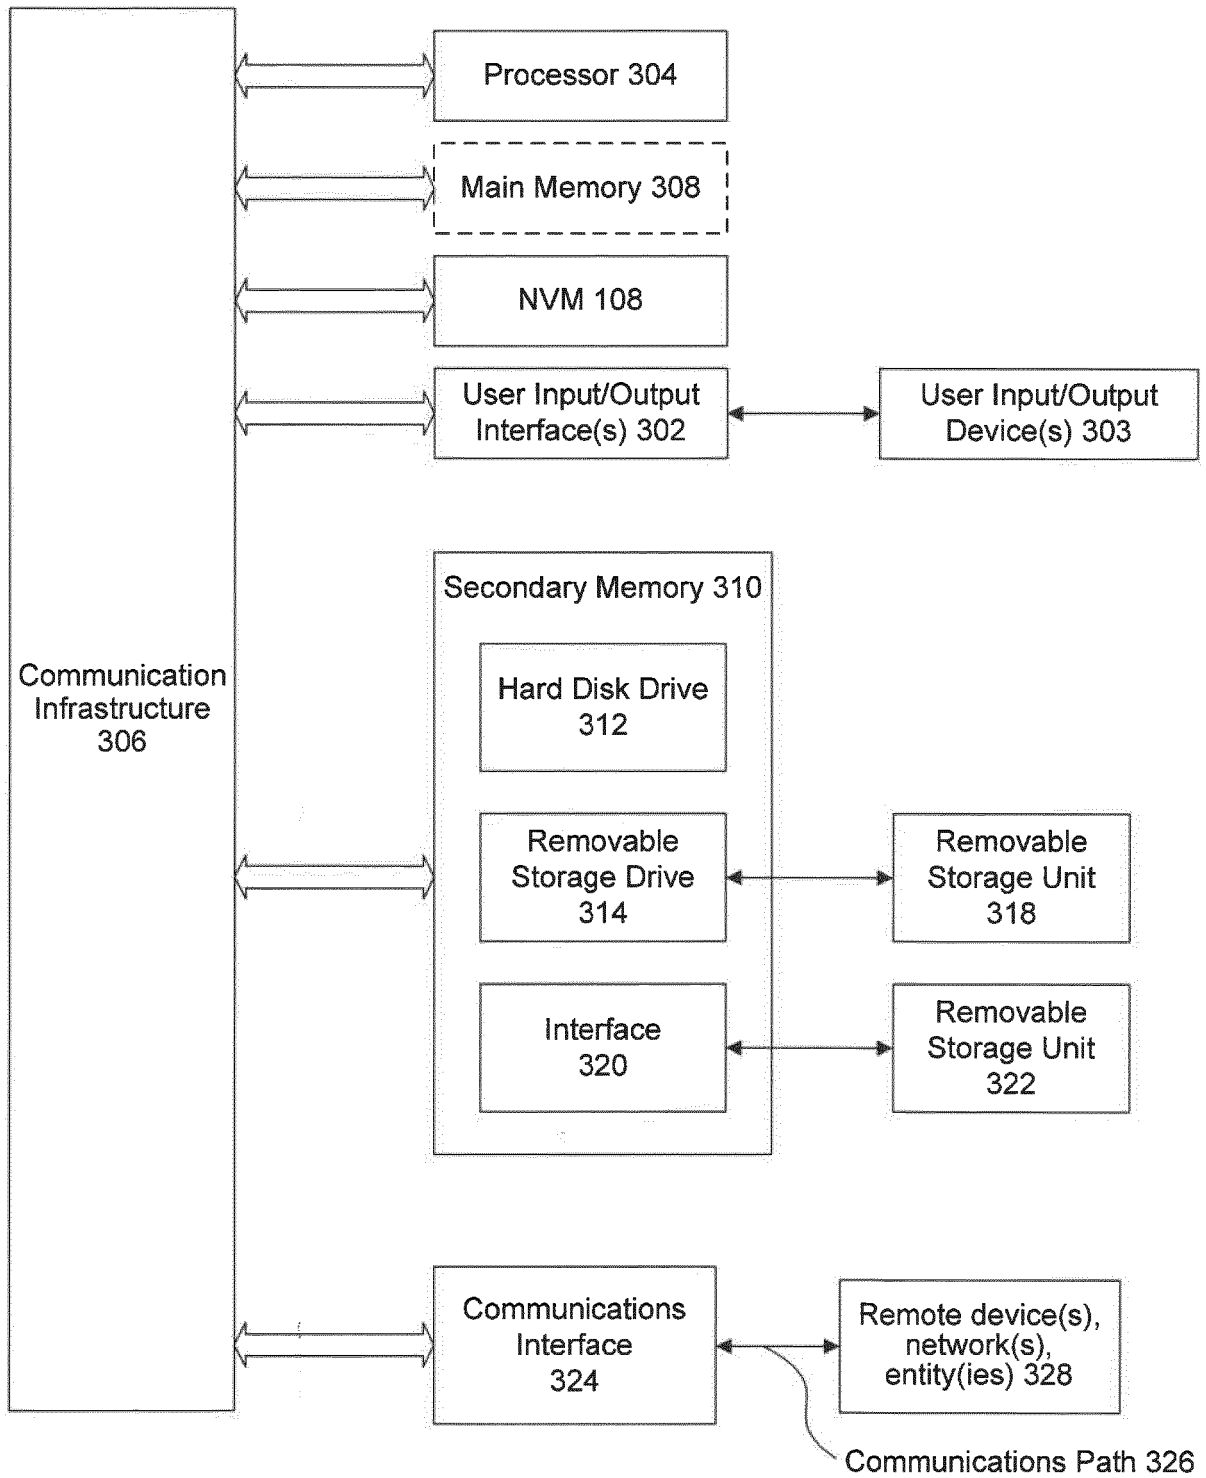 Processor 304
Main Memory 308
NVM 108
User Input/Output
Interface(s) 302
User Input/Output
Device(s) 303
Secondary Memory 310
Communication
Infrastructure
306
Hard Disk Drive
312
Removable
Storage Drive
314
Removable
Storage Unit
318
Interface
320
Removable
Storage Unit
322
Communications
Interface
324
Remote device(s),
network(s),
entity(ies) 328
Communications Path 326